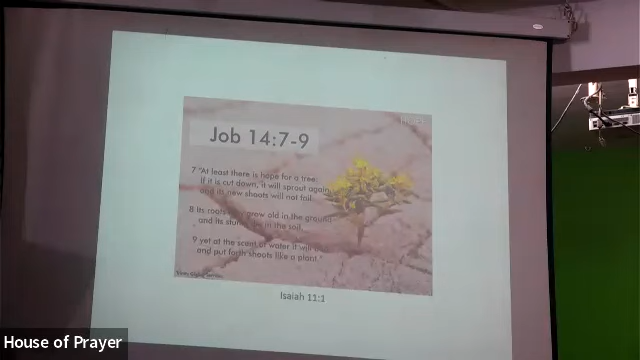 Job 14:7-9
7 "At least there is hope for a tree:
If it is cut down, it will sprout again,
and its new shoots will not fail.
8 Its roots grow old in the ground
and its in the soil,
9 yet at the scent of water it will
and put forth shoots like a plant."
Isaiah 11:1
House of Prayer